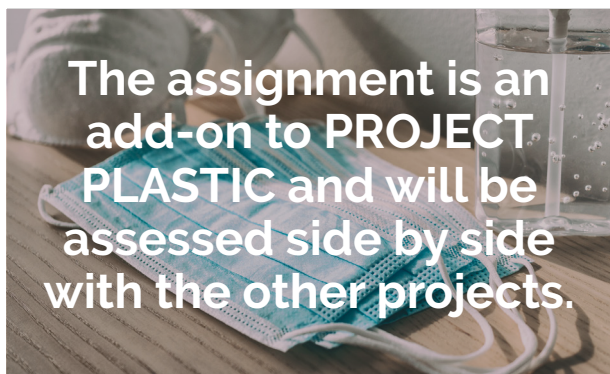 The assignment is an
add-on to PROJECT
PLASTIC and will be
assessed side by side
with the other projects.